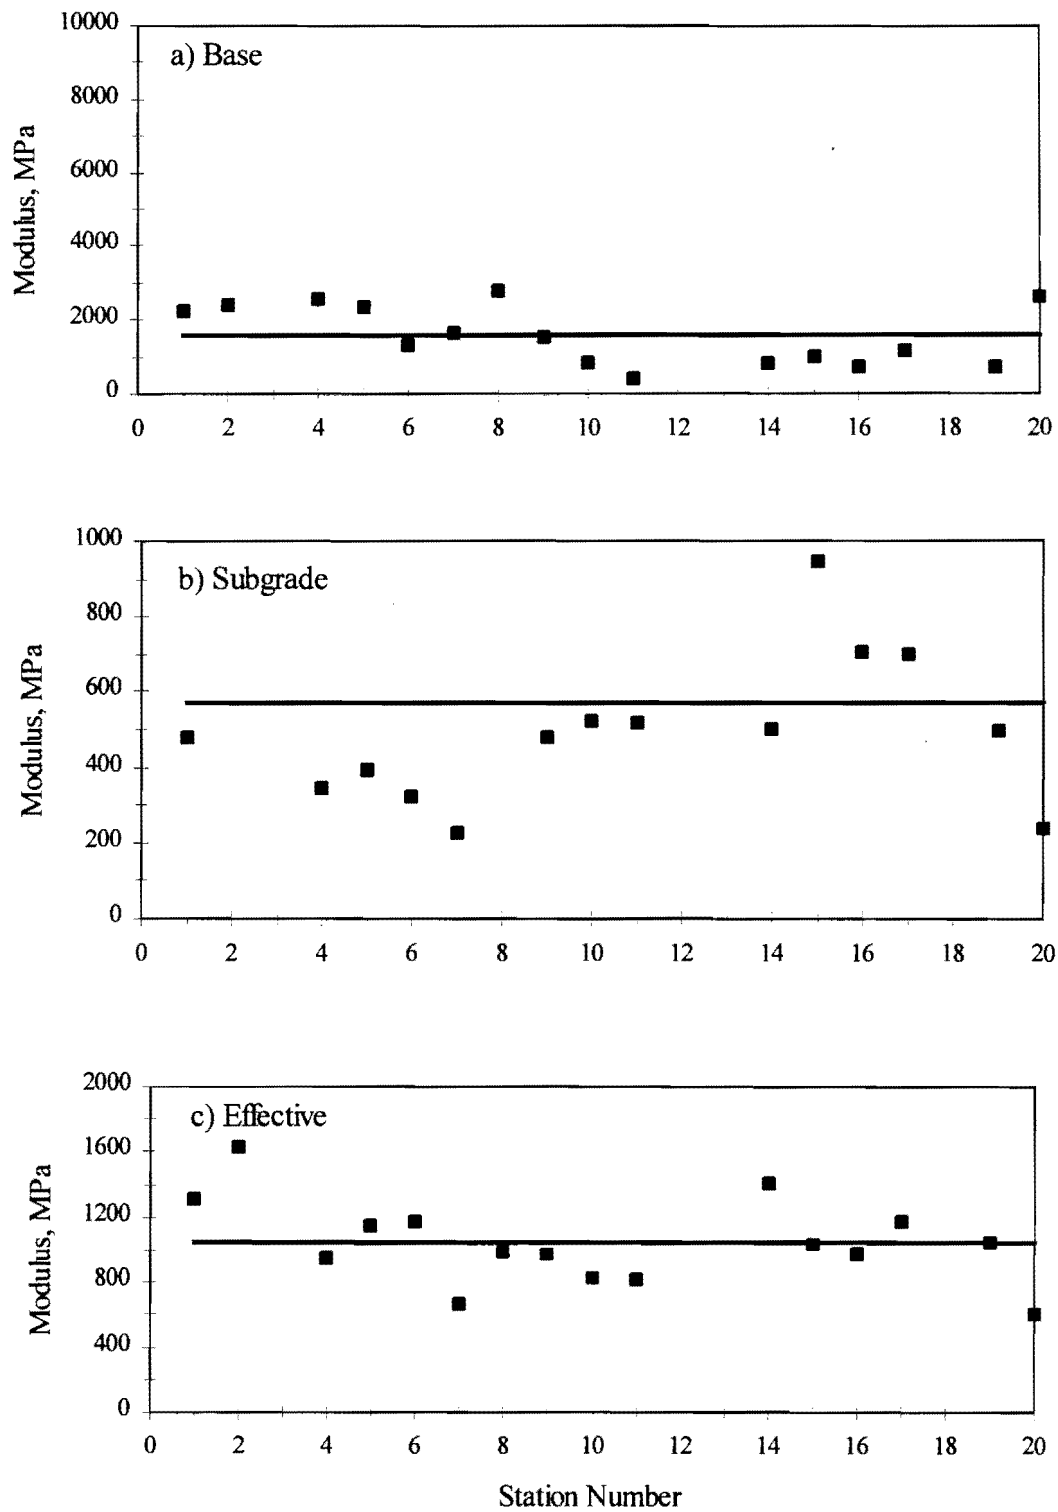 10000
a) Base
8000
6000
4000
2000
0
Modulus, MPa
0 2 4 6 8 10 12 14 16 18 20
1000
b) Subgrade
800
600
400
200
0
Modulus, MPa
0 2 4 6 8 10 12 14 16 18 20
2000
c) Effective
1600
1200
800
400
0
Modulus, MPa
0 2 4 6 8 10 12 14 16 18 20
Station Number